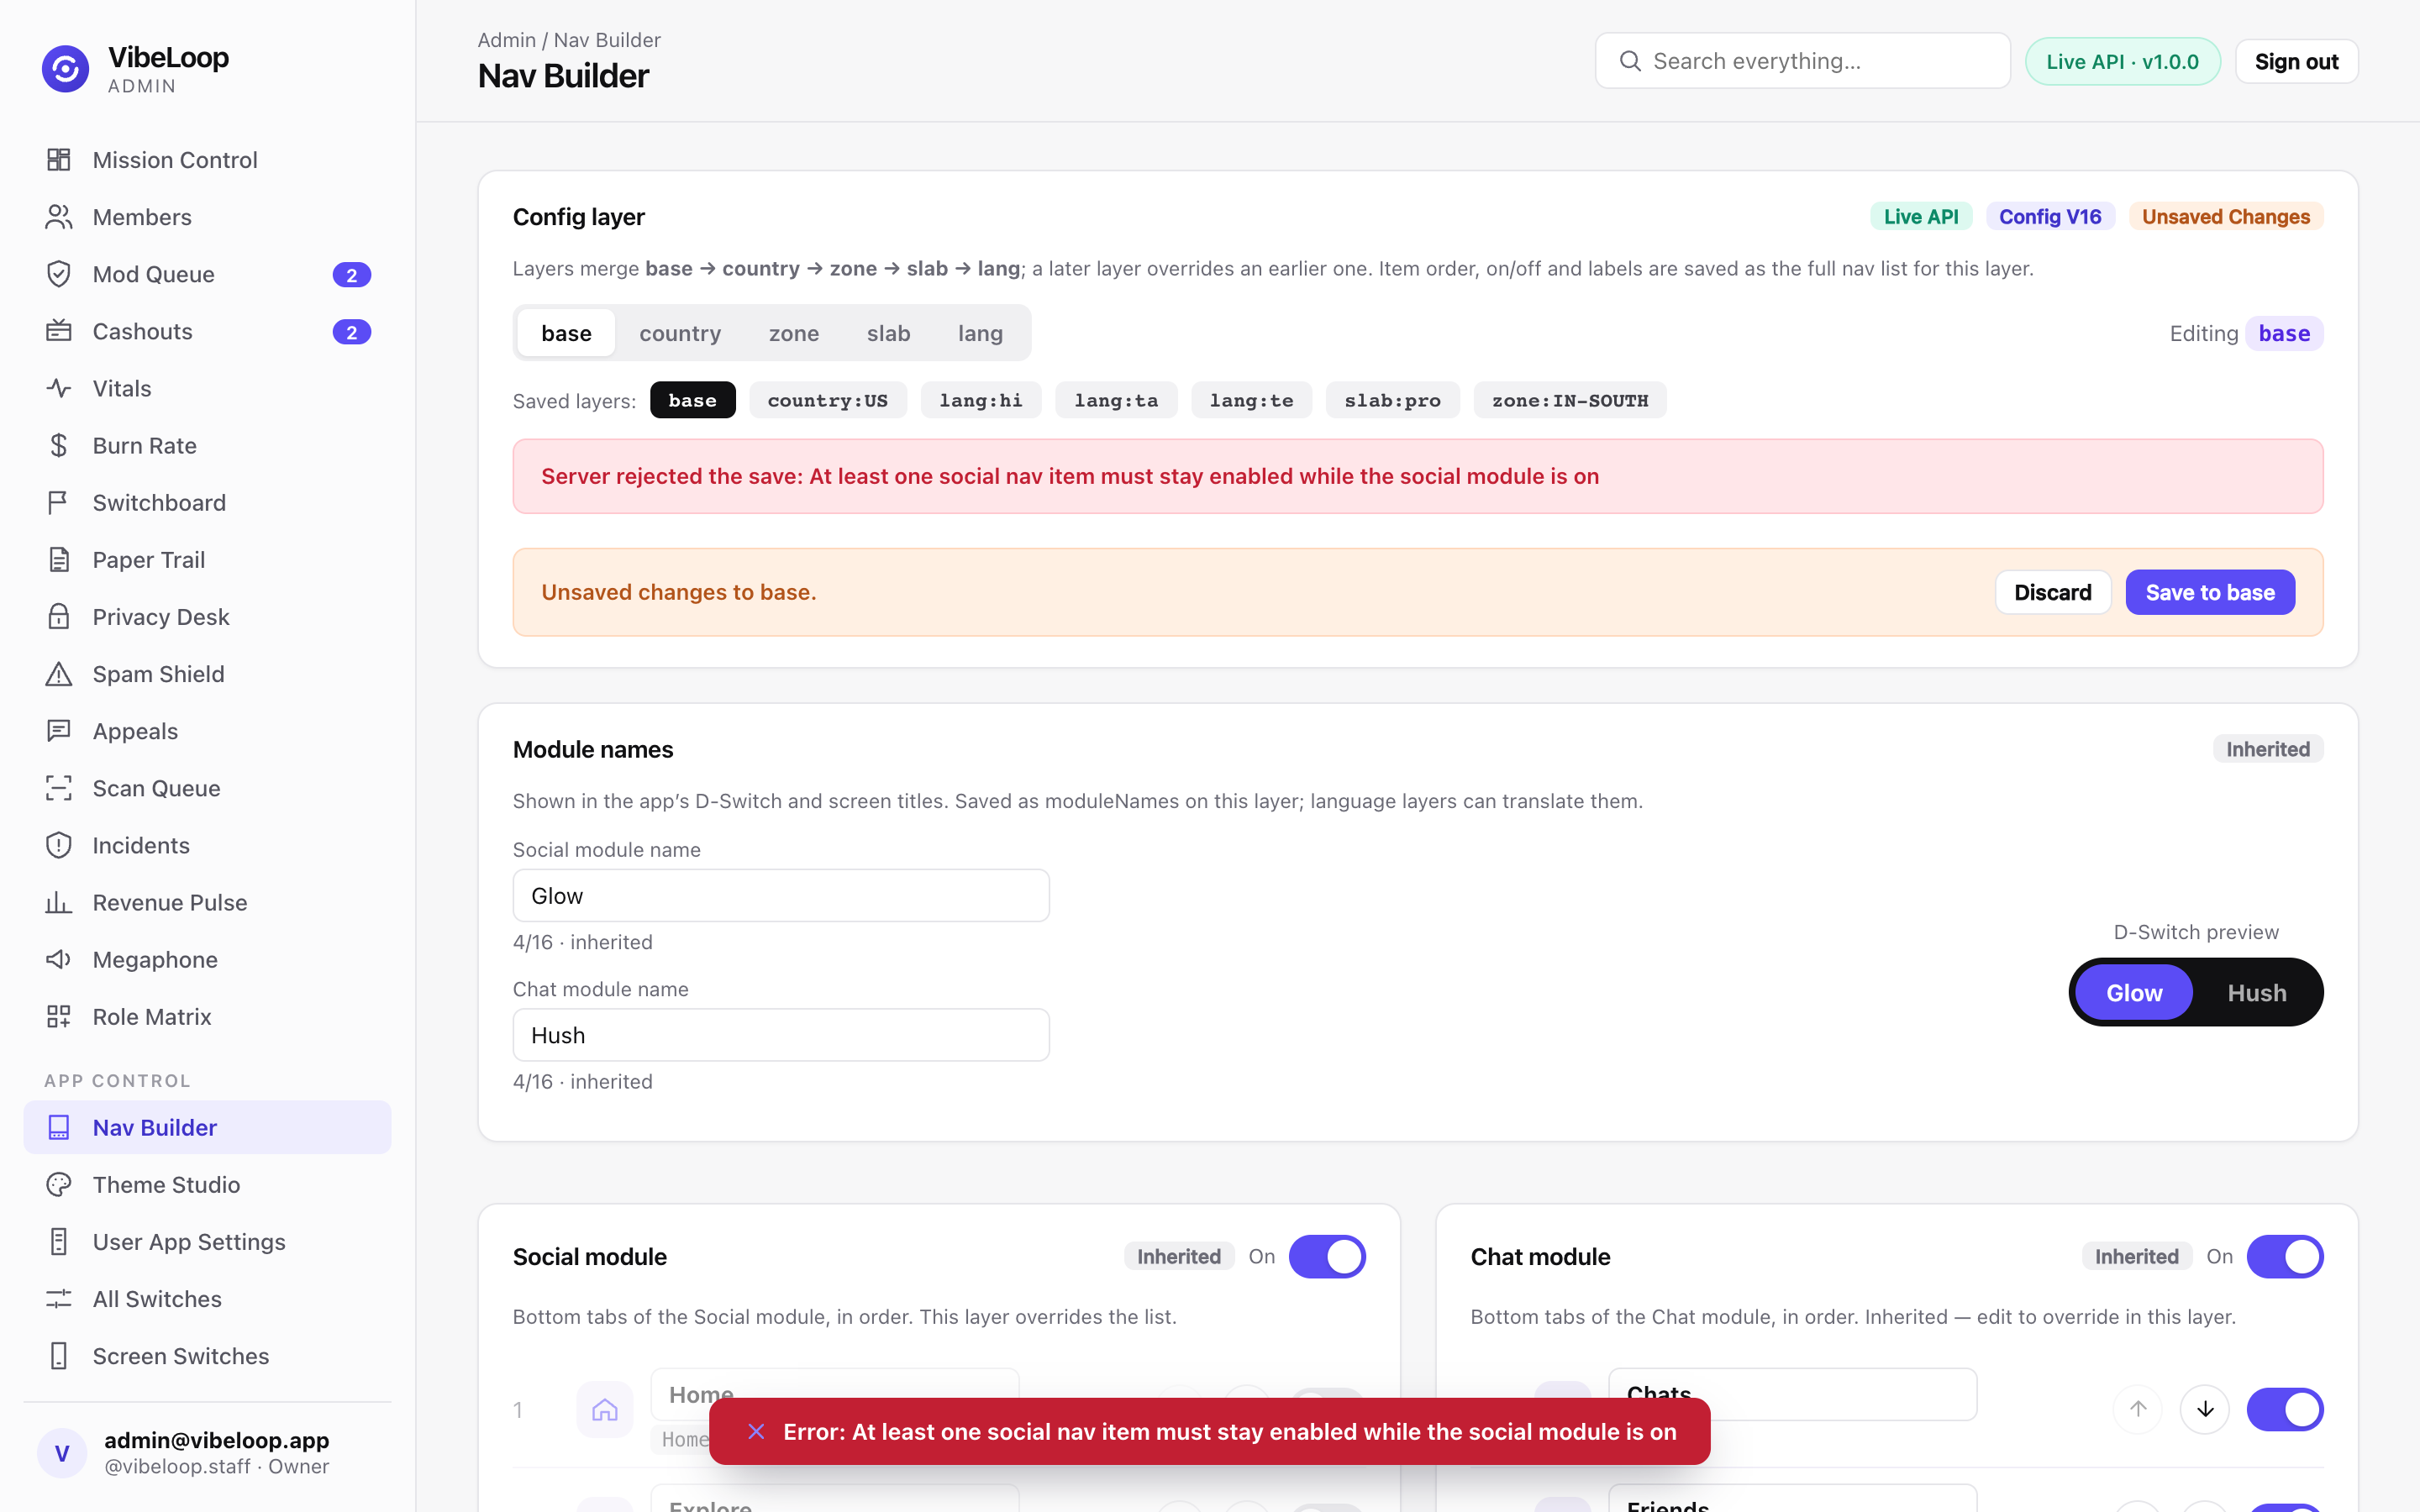 VibeLoop
ADMIN
Mission Control
Members
Mod Queue 2
Cashouts 2
Vitals
Burn Rate
Switchboard
Paper Trail
Privacy Desk
Spam Shield
Appeals
Scan Queue
Incidents
Revenue Pulse
Megaphone
Role Matrix
APP CONTROL
Nav Builder
Theme Studio
User App Settings
All Switches
Screen Switches
V
admin@vibeloop.app
@vibeloop.staff · Owner
Admin / Nav Builder
Nav Builder
Search everything...
Live API · v1.0.0
Sign out
Config layer
Live API
Config V16
Unsaved Changes
Layers merge base → country → zone → slab → lang; a later layer overrides an earlier one. Item order, on/off and labels are saved as the full nav list for this layer.
base country zone slab lang
Editing base
Saved layers: base country:US lang:hi lang:ta lang:te slab:pro zone:IN-SOUTH
Server rejected the save: At least one social nav item must stay enabled while the social module is on
Unsaved changes to base.
Discard
Save to base
Module names
Inherited
Shown in the app’s D-Switch and screen titles. Saved as moduleNames on this layer; language layers can translate them.
Social module name
Glow
4/16 · inherited
Chat module name
Hush
4/16 · inherited
D-Switch preview
Glow Hush
Social module
Inherited On
Bottom tabs of the Social module, in order. This layer overrides the list.
1
Home
Home
Explore
Chat module
Inherited On
Bottom tabs of the Chat module, in order. Inherited — edit to override in this layer.
Chats
Friends
Error: At least one social nav item must stay enabled while the social module is on